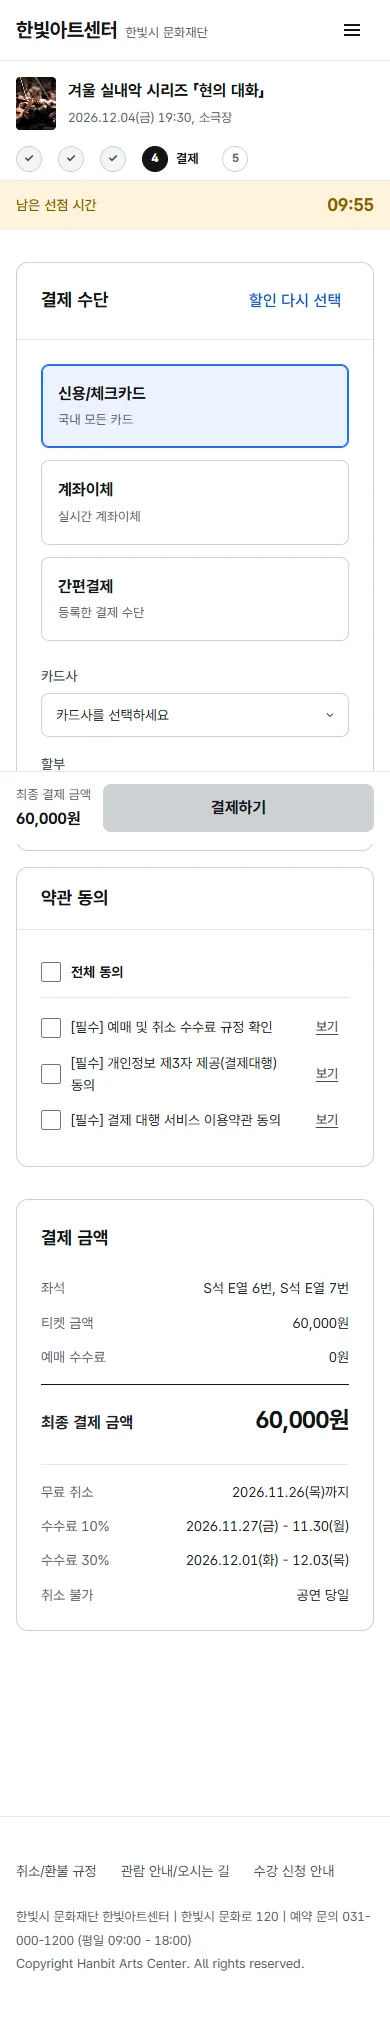 한빛아트센터 한빛시 문화재단
겨울 실내악 시리즈 「현의 대화」
2026.12.04(금) 19:30, 소극장
4 결제 5
남은 선점 시간 09:55
결제 수단 할인 다시 선택
신용/체크카드
국내 모든 카드
계좌이체
실시간 계좌이체
간편결제
등록한 결제 수단
카드사
카드사를 선택하세요
할부
최종 결제 금액
60,000원
결제하기
약관 동의
전체 동의
[필수] 예매 및 취소 수수료 규정 확인 보기
[필수] 개인정보 제3자 제공(결제대행)
동의 보기
[필수] 결제 대행 서비스 이용약관 동의 보기
결제 금액
좌석 S석 E열 6번, S석 E열 7번
티켓 금액 60,000원
예매 수수료 0원
최종 결제 금액 60,000원
무료 취소 2026.11.26(목)까지
수수료 10% 2026.11.27(금) - 11.30(월)
수수료 30% 2026.12.01(화) - 12.03(목)
취소 불가 공연 당일
취소/환불 규정 관람 안내/오시는 길 수강 신청 안내
한빛시 문화재단 한빛아트센터 | 한빛시 문화로 120 | 예약 문의 031-
000-1200 (평일 09:00 - 18:00)
Copyright Hanbit Arts Center. All rights reserved.